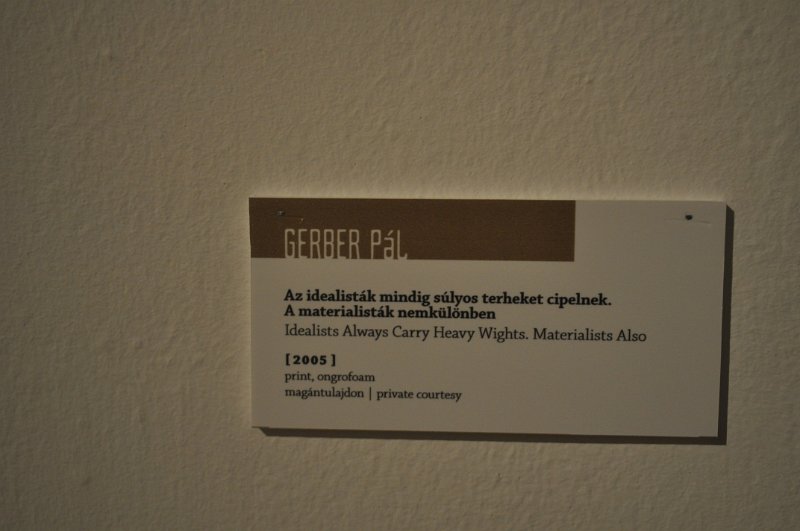 GERBER PáL
Az idealisták mindig súlyos terheket cipelnek.
A materialisták nemkülönben
Idealists Always Carry Heavy Wights. Materialists Also
[2005]
print, ongrofoam
magántulajdon | private courtesy